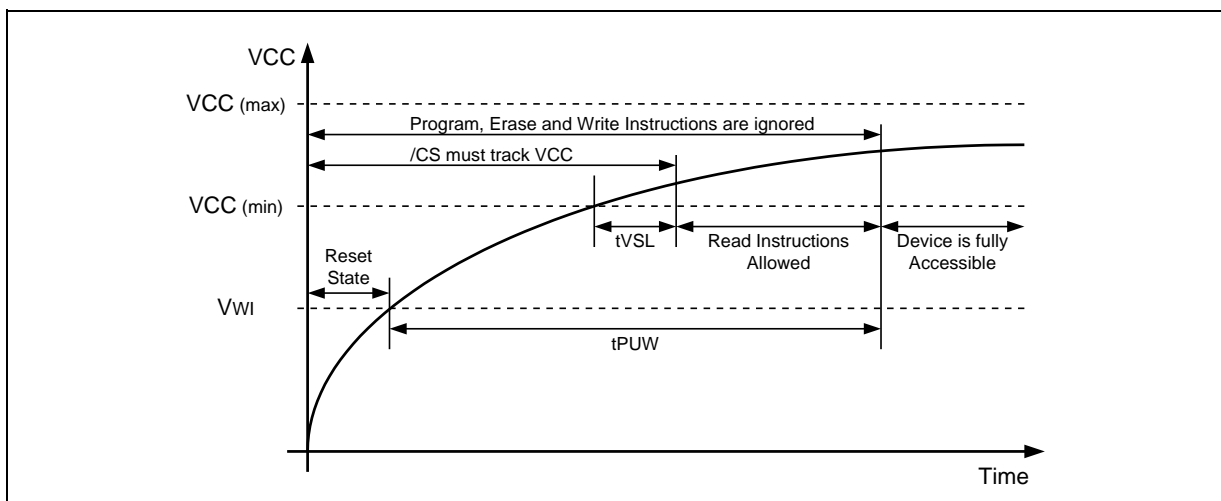 VCC
VCC (max)
Program, Erase and Write Instructions are ignored
/CS must track VCC
VCC (min)
tVSL
Read Instructions
Allowed
Device is fully
Accessible
Reset
State
VWI
tPUW
Time